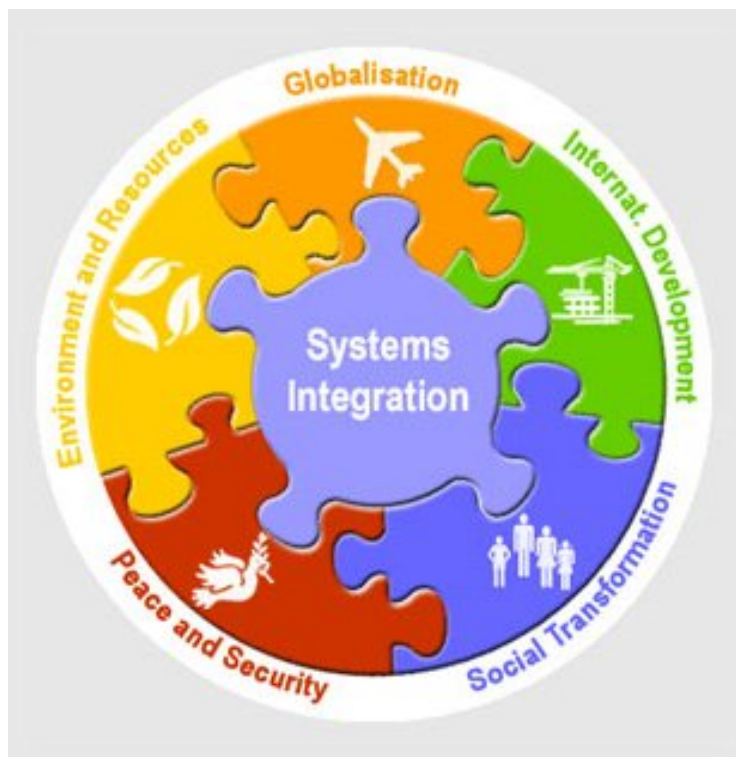 Globalisation
Internat. Development
Social Transformation
Peace and Security
Environment and Resources
Systems
Integration